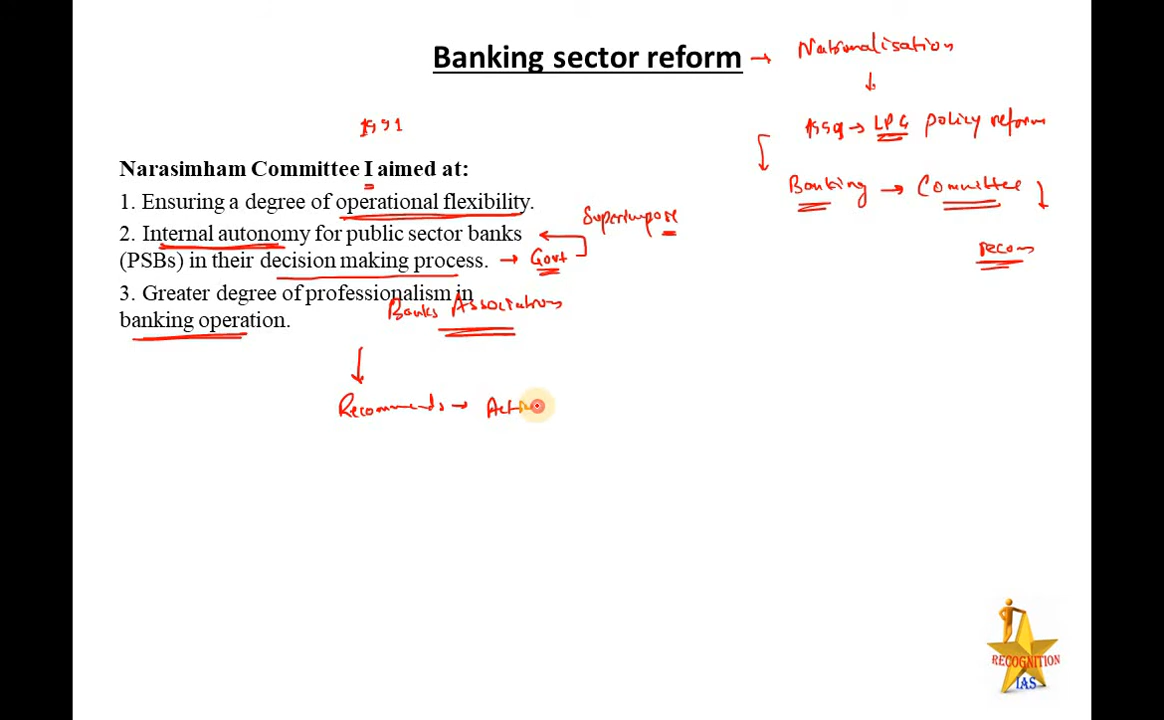 Banking sector reform → Nationalisation
↓
1991
1991 → LPG policy reform
Narasimham Committee I aimed at:
Banking → Committee
1. Ensuring a degree of operational flexibility.
Superimpose
2. Internal autonomy for public sector banks
(PSBs) in their decision making process. → Govt
recom
3. Greater degree of professionalism in
Banks Association
banking operation.
↓
Recommends →
RECOGNITION
IAS